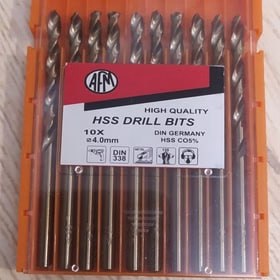 AFM
HIGH QUALITY
HSS DRILL BITS
10X
⌀4.0mm
DIN GERMANY
HSS CO5%
DIN
338